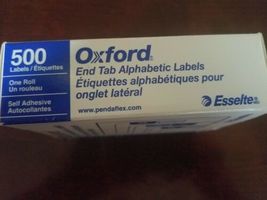 500
Labels / Étiquettes
One Roll
Un rouleau
Self Adhesive
Autocollantes
Oxford
End Tab Alphabetic Labels
Étiquettes alphabétiques pour
onglet latéral
www.pendaflex.com
Esselte